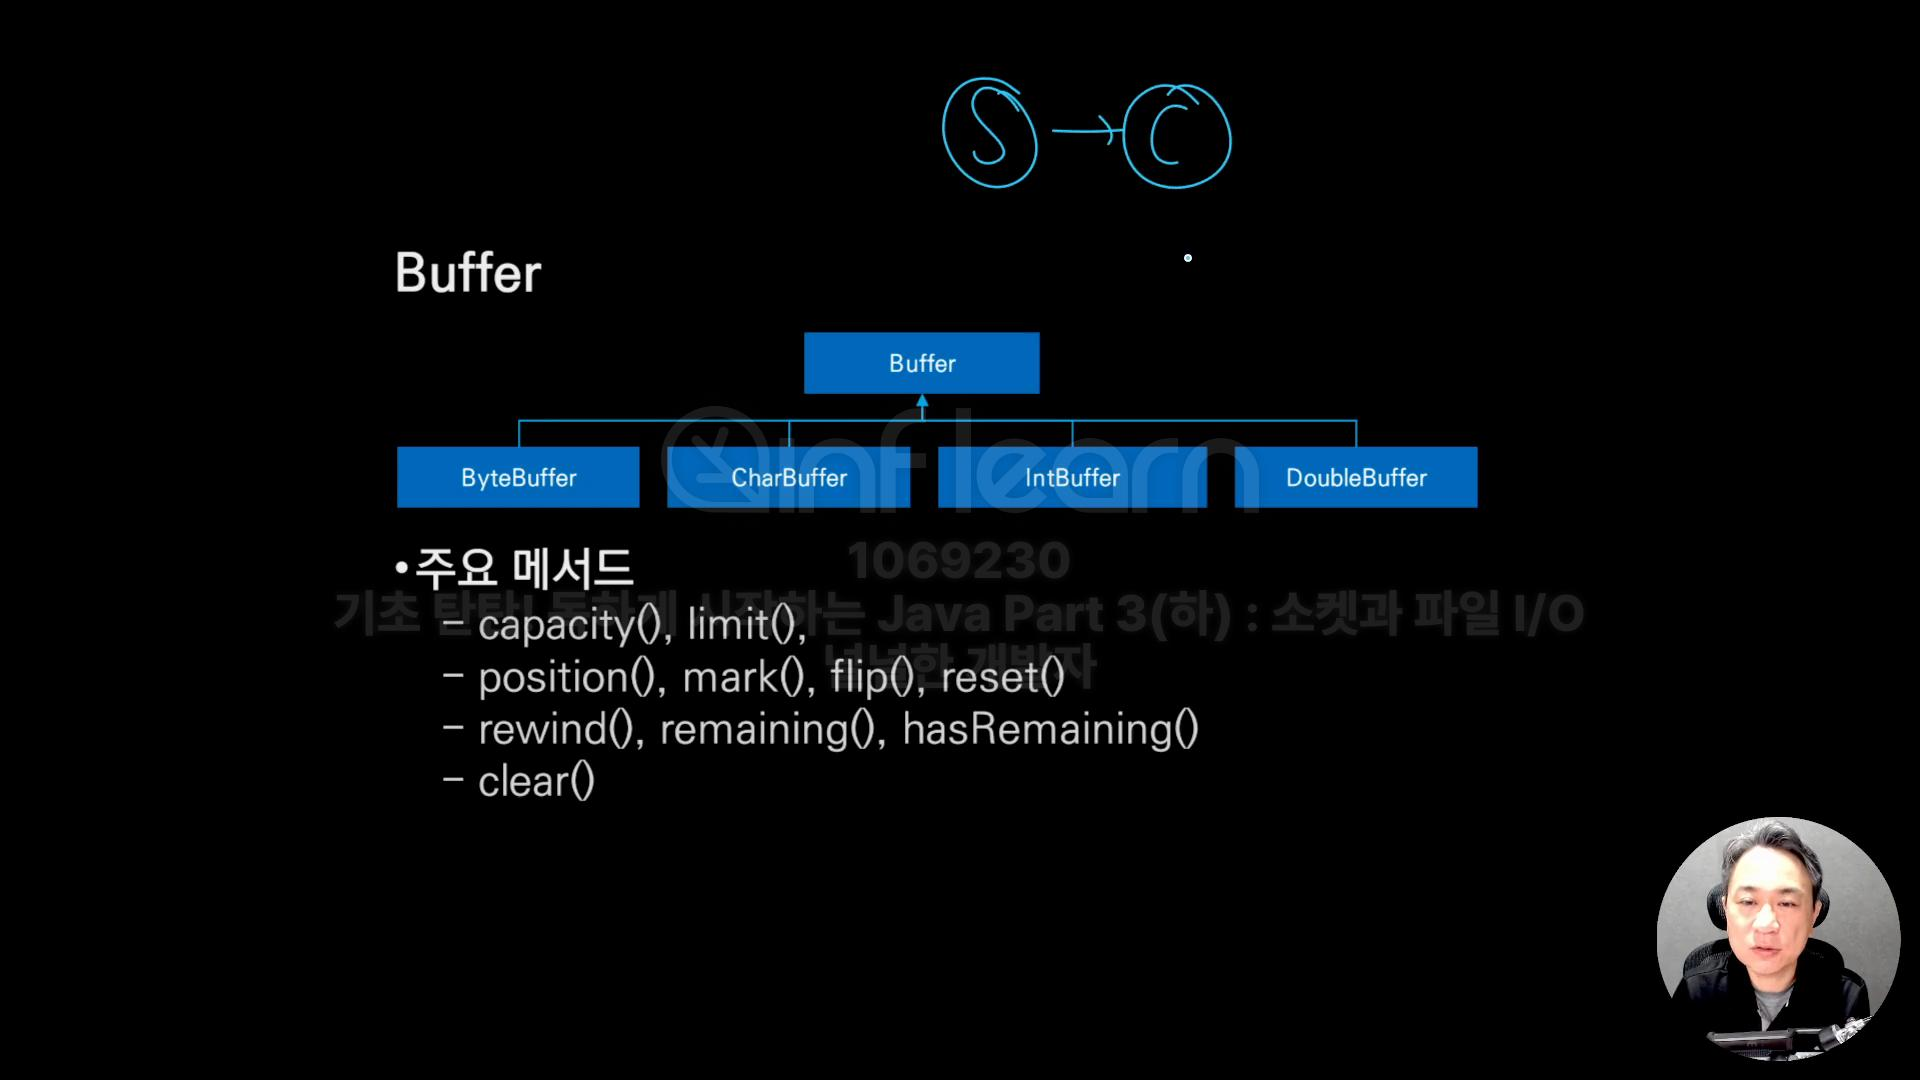 S → C
Buffer
Buffer
ByteBuffer CharBuffer IntBuffer DoubleBuffer
inflearn
•주요 메서드
1069230
기초 탄탄! 독하게 시작하는 Java Part 3(하) : 소켓과 파일 I/O
– capacity(), limit(),
널널한 개발자
– position(), mark(), flip(), reset()
– rewind(), remaining(), hasRemaining()
– clear()